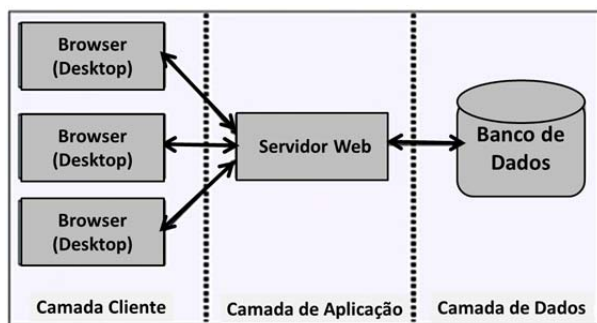 Browser
(Desktop)
Browser
(Desktop)
Browser
(Desktop)
Servidor Web
Banco de
Dados
Camada Cliente
Camada de Aplicação
Camada de Dados